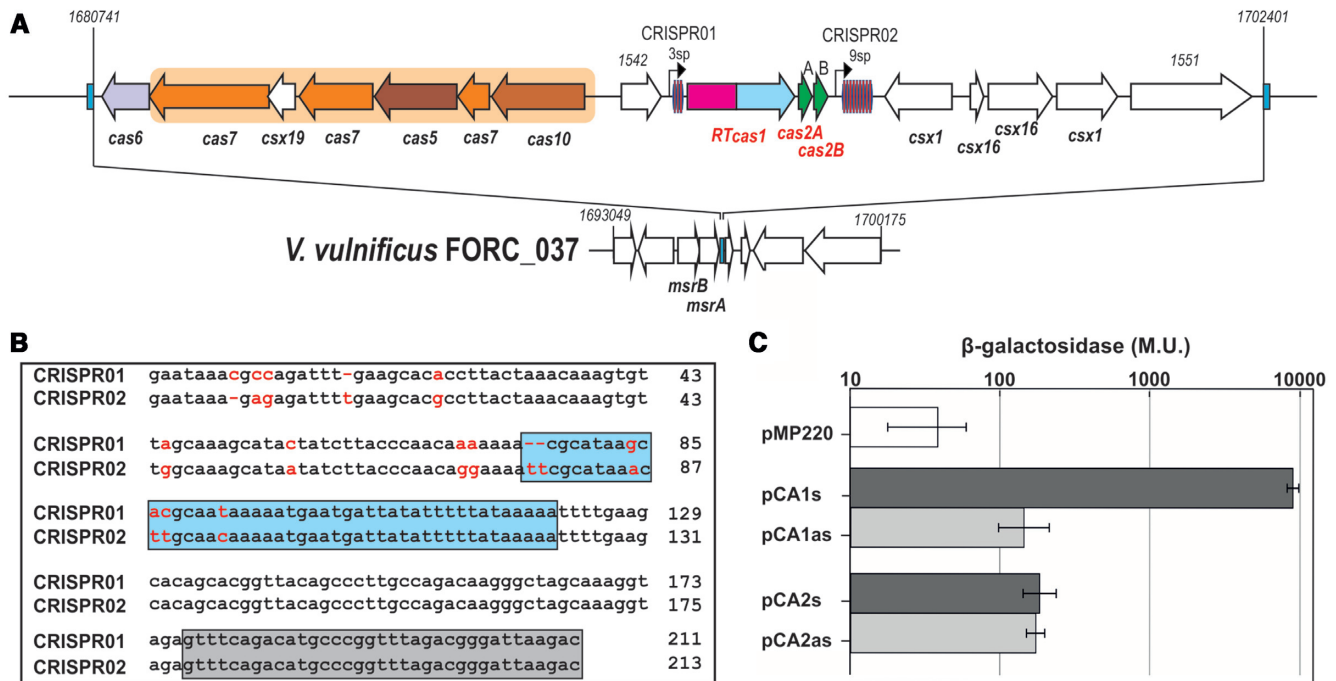 A
1680741
1702401
CRISPR01
CRISPR02
1542
3sp
A
B
9sp
1551
cas6
cas7
csx19
cas7
cas5
cas7
cas10
RTcas1
cas2A
cas2B
csx1
csx16
csx16
csx1
1693049
1700175
V. vulnificus FORC_037
msrB
msrA
B
CRISPR01 gaataaacgccagattt-gaagcacaccttactaaacaaagtgt 43
CRISPR02 gaataaa-gagagattttgaagcacgccttactaaacaaagtgt 43
CRISPR01 tagcaaagcatactatcttacccaacaaaaaaa--cgcataagc 85
CRISPR02 tggcaaagcataatatcttacccaacaggaaaattcgcataaac 87
CRISPR01 acgcaataaaaaatgaatgattatatttttataaaaattttgaag 129
CRISPR02 ttgcaacaaaaaatgaatgattatatttttataaaaattttgaag 131
CRISPR01 cacagcacggttacagcccttgccagacaagggctagcaaaggt 173
CRISPR02 cacagcacggttacagcccttgccagacaagggctagcaaaggt 175
CRISPR01 agagtttcagacatgcccggtttagacgggattaagac 211
CRISPR02 agagtttcagacatgcccggtttagacgggattaagac 213
C
β-galactosidase (M.U.)
10 100 1000 10000
pMP220
pCA1s
pCA1as
pCA2s
pCA2as